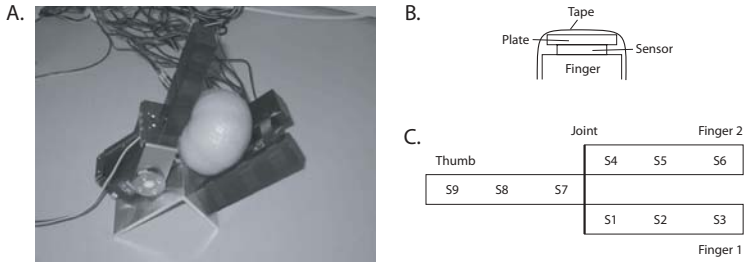 A.
B.
Tape
Plate
Sensor
Finger
C.
Joint
Finger 2
Thumb
S4 S5 S6
S9 S8 S7
S1 S2 S3
Finger 1